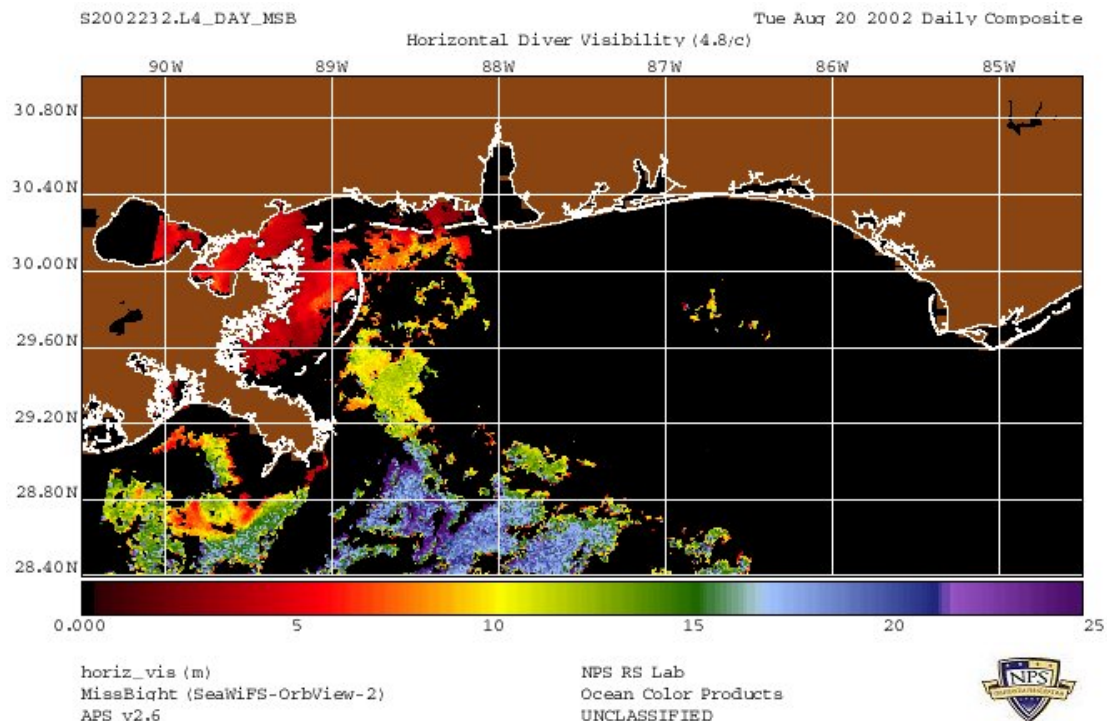 S2002232.L4_DAY_MSB Tue Aug 20 2002 Daily Composite
Horizontal Diver Visibility (4.8/c)
90W 89W 88W 87W 86W 85W
30.80N
30.40N
30.00N
29.60N
29.20N
28.80N
28.40N
0.000 5 10 15 20 25
horiz_vis (m) NPS RS Lab
MissBight (SeaWiFS-OrbView-2) Ocean Color Products
APS v2.6 UNCLASSIFIED
NPS